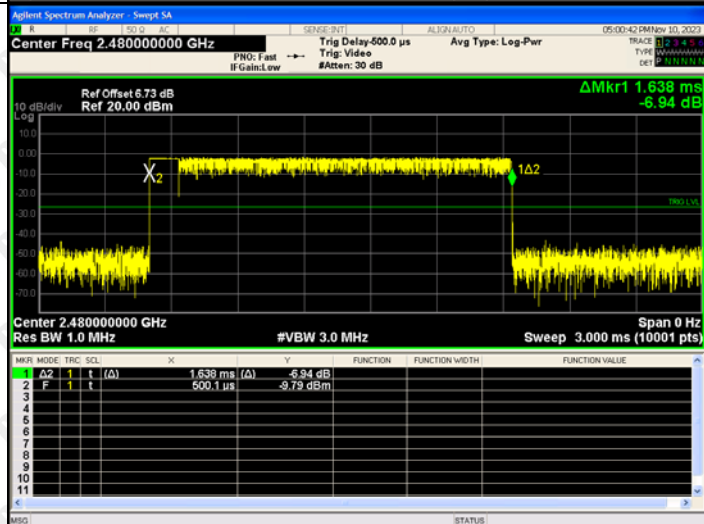 Agilent Spectrum Analyzer - Swept SA
R RF 50 Ω AC SENSE:INT ALIGNAUTO 05:00:42 PM Nov 10, 2023
Center Freq 2.480000000 GHz
PNO: Fast
IFGain:Low
Trig Delay-500.0 µs
Trig: Video
#Atten: 30 dB
Avg Type: Log-Pwr
TRACE 1 2 3 4 5 6
TYPE W
DET P N N N N N
ΔMkr1 1.638 ms
-6.94 dB
Ref Offset 6.73 dB
10 dB/div Ref 20.00 dBm
Log
10.0
0.00
-10.0
-20.0
-30.0
-40.0
-50.0
-60.0
-70.0
X2
1Δ2
TRIG LVL
Center 2.480000000 GHz Span 0 Hz
Res BW 1.0 MHz #VBW 3.0 MHz Sweep 3.000 ms (10001 pts)
MKR MODE TRC SCL X Y FUNCTION FUNCTION WIDTH FUNCTION VALUE
1 Δ2 1 t (Δ) 1.638 ms (Δ) -6.94 dB
2 F 1 t 500.1 µs -9.79 dBm
3
4
5
6
7
8
9
10
11
MSG STATUS